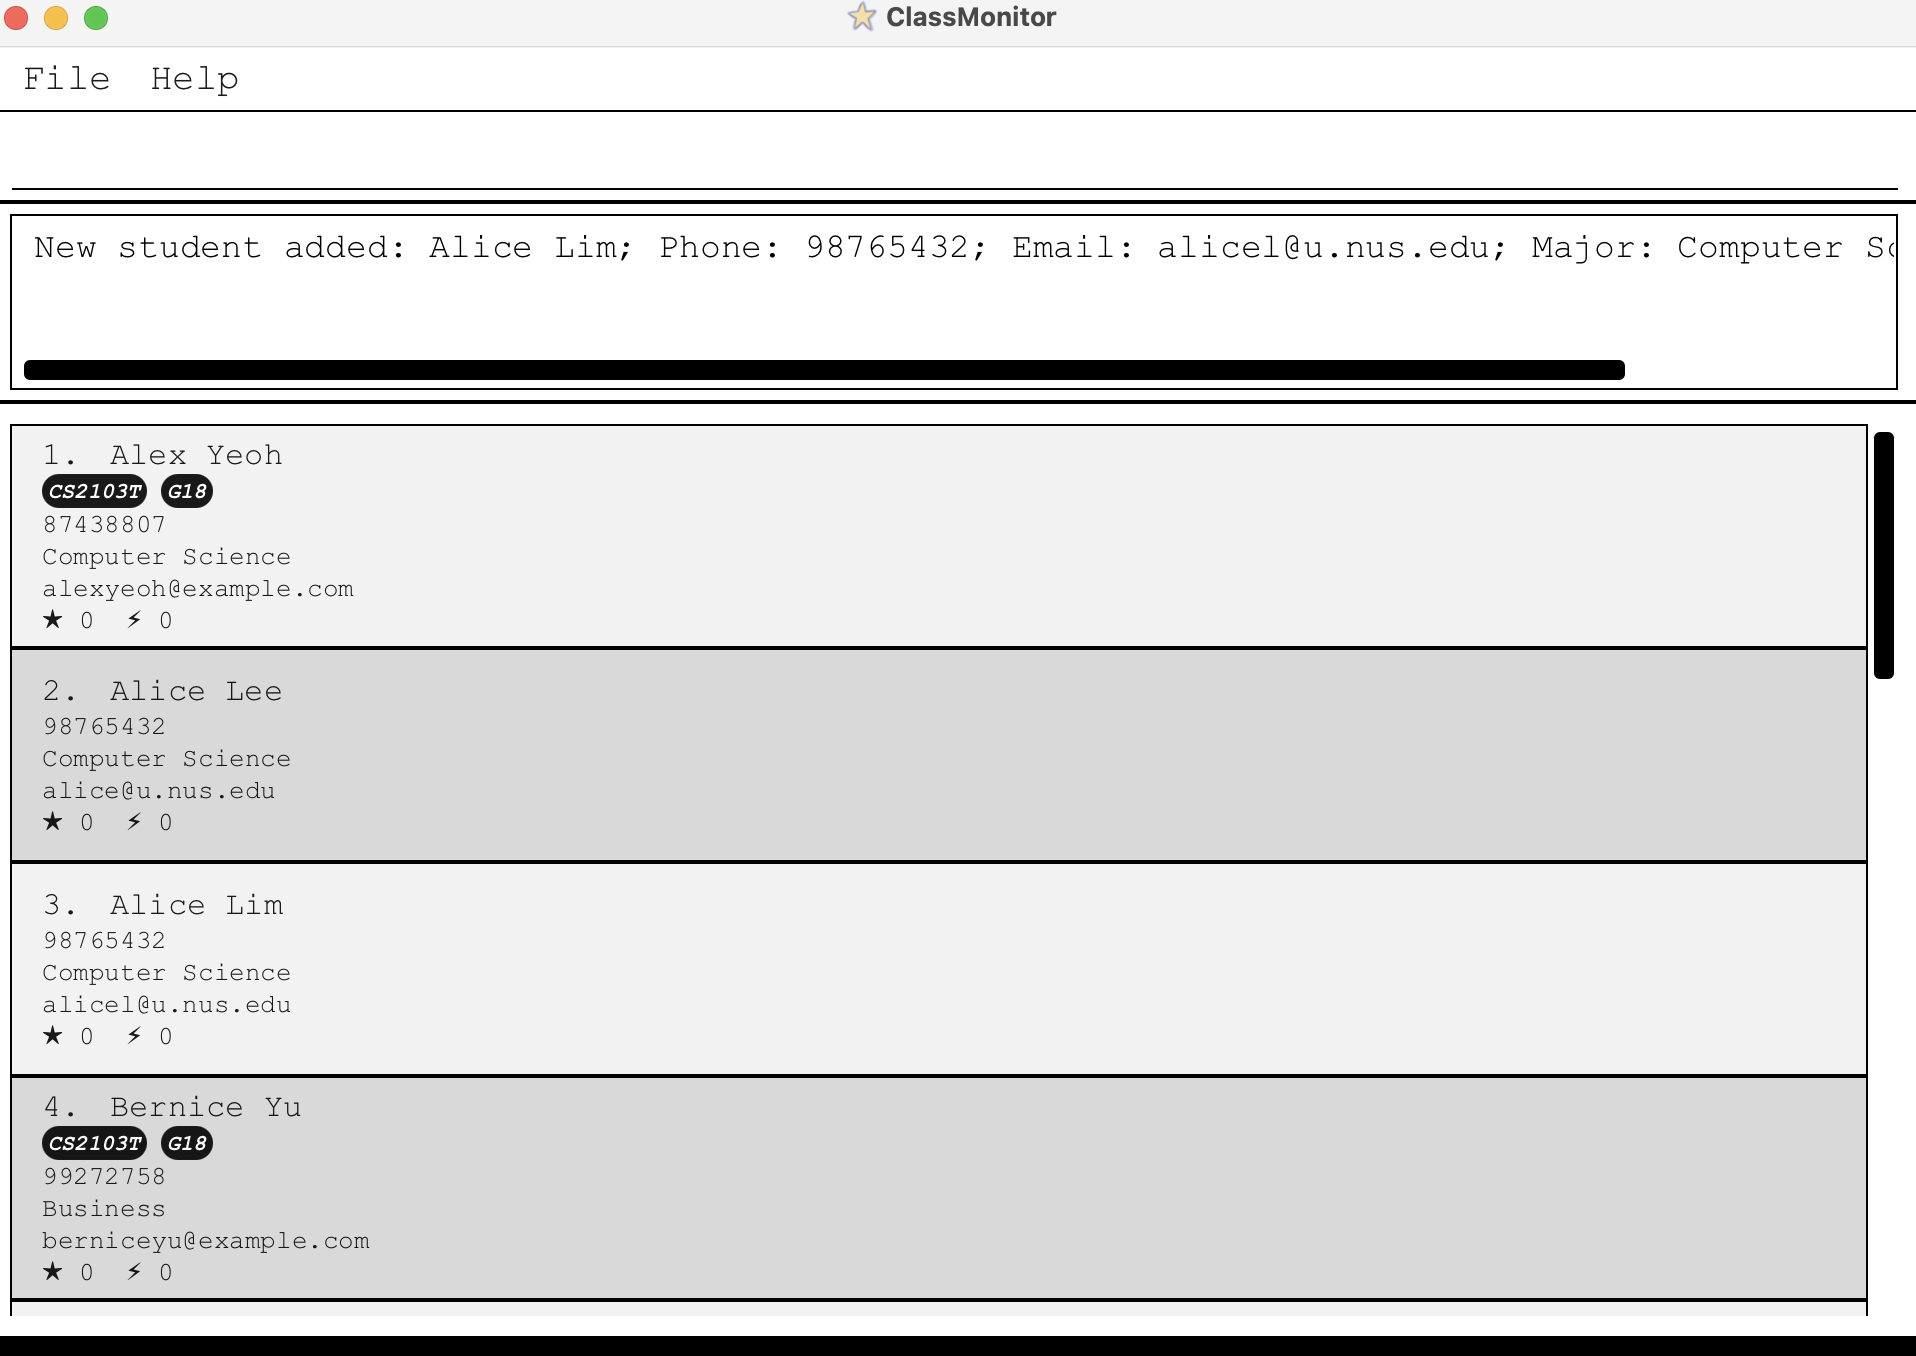 ClassMonitor
File Help
New student added: Alice Lim; Phone: 98765432; Email: alicel@u.nus.edu; Major: Computer Sc
1. Alex Yeoh
CS2103T G18
87438807
Computer Science
alexyeoh@example.com
★ 0 ⚡ 0
2. Alice Lee
98765432
Computer Science
alice@u.nus.edu
★ 0 ⚡ 0
3. Alice Lim
98765432
Computer Science
alicel@u.nus.edu
★ 0 ⚡ 0
4. Bernice Yu
CS2103T G18
99272758
Business
berniceyu@example.com
★ 0 ⚡ 0